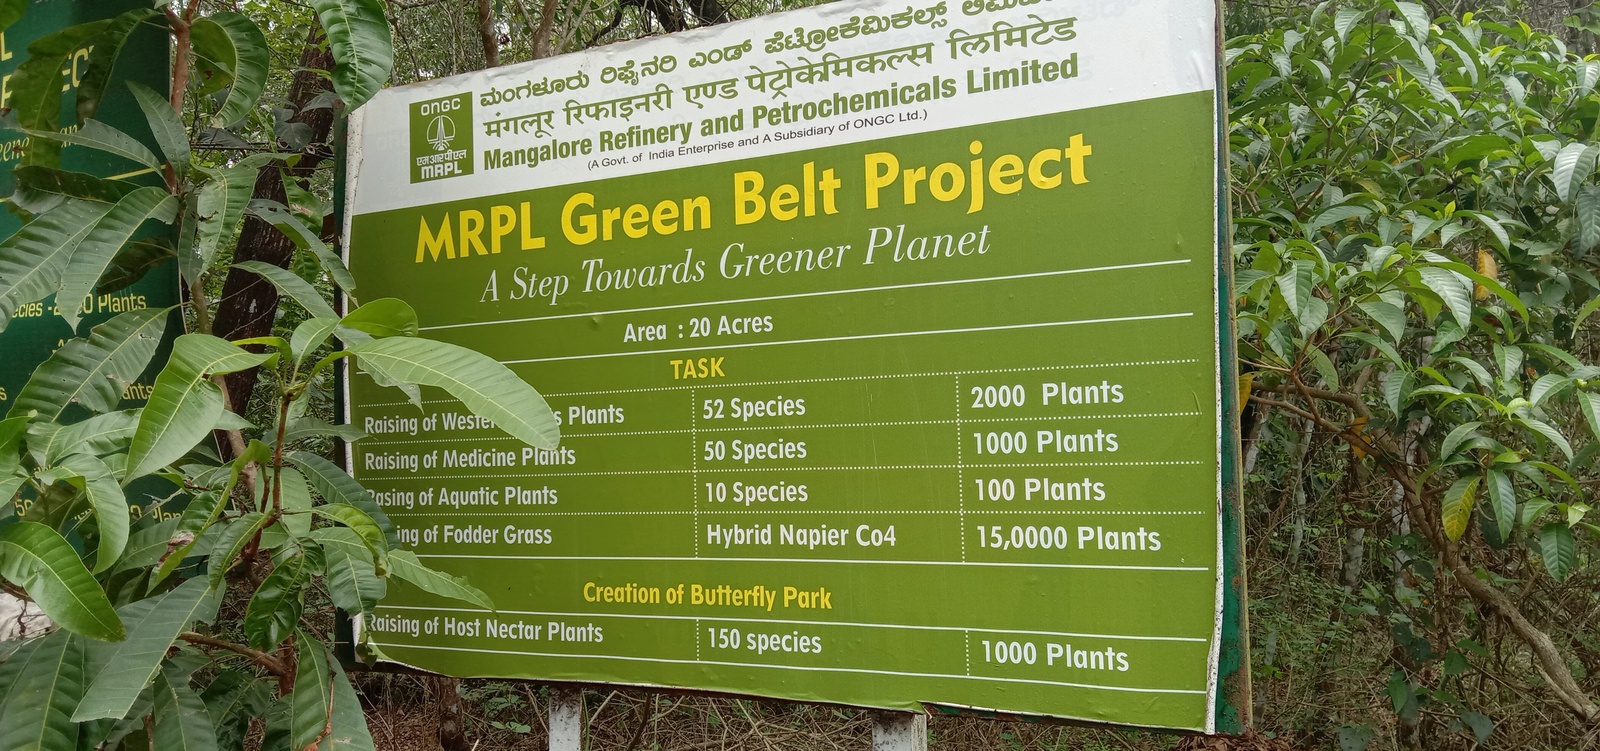 ಮಂಗಳೂರು ರಿಫೈನರಿ ಎಂಡ್ ಪೆಟ್ರೋಕೆಮಿಕಲ್ಸ್
मंगलूर रिफाइनरी एण्ड पेट्रोकेमिकल्स लिमिटेड
Mangalore Refinery and Petrochemicals Limited
(A Govt. of India Enterprise and A Subsidiary of ONGC Ltd.)
ONGC
एमआरपीएल
MRPL
MRPL Green Belt Project
A Step Towards Greener Planet
Area : 20 Acres
TASK
Raising of Plants 52 Species 2000 Plants
Raising of Medicine Plants 50 Species 1000 Plants
of Aquatic Plants 10 Species 100 Plants
of Fodder Grass Hybrid Napier Co4 15,0000 Plants
Creation of Butterfly Park
Raising of Host Nectar Plants 150 species 1000 Plants
Plants